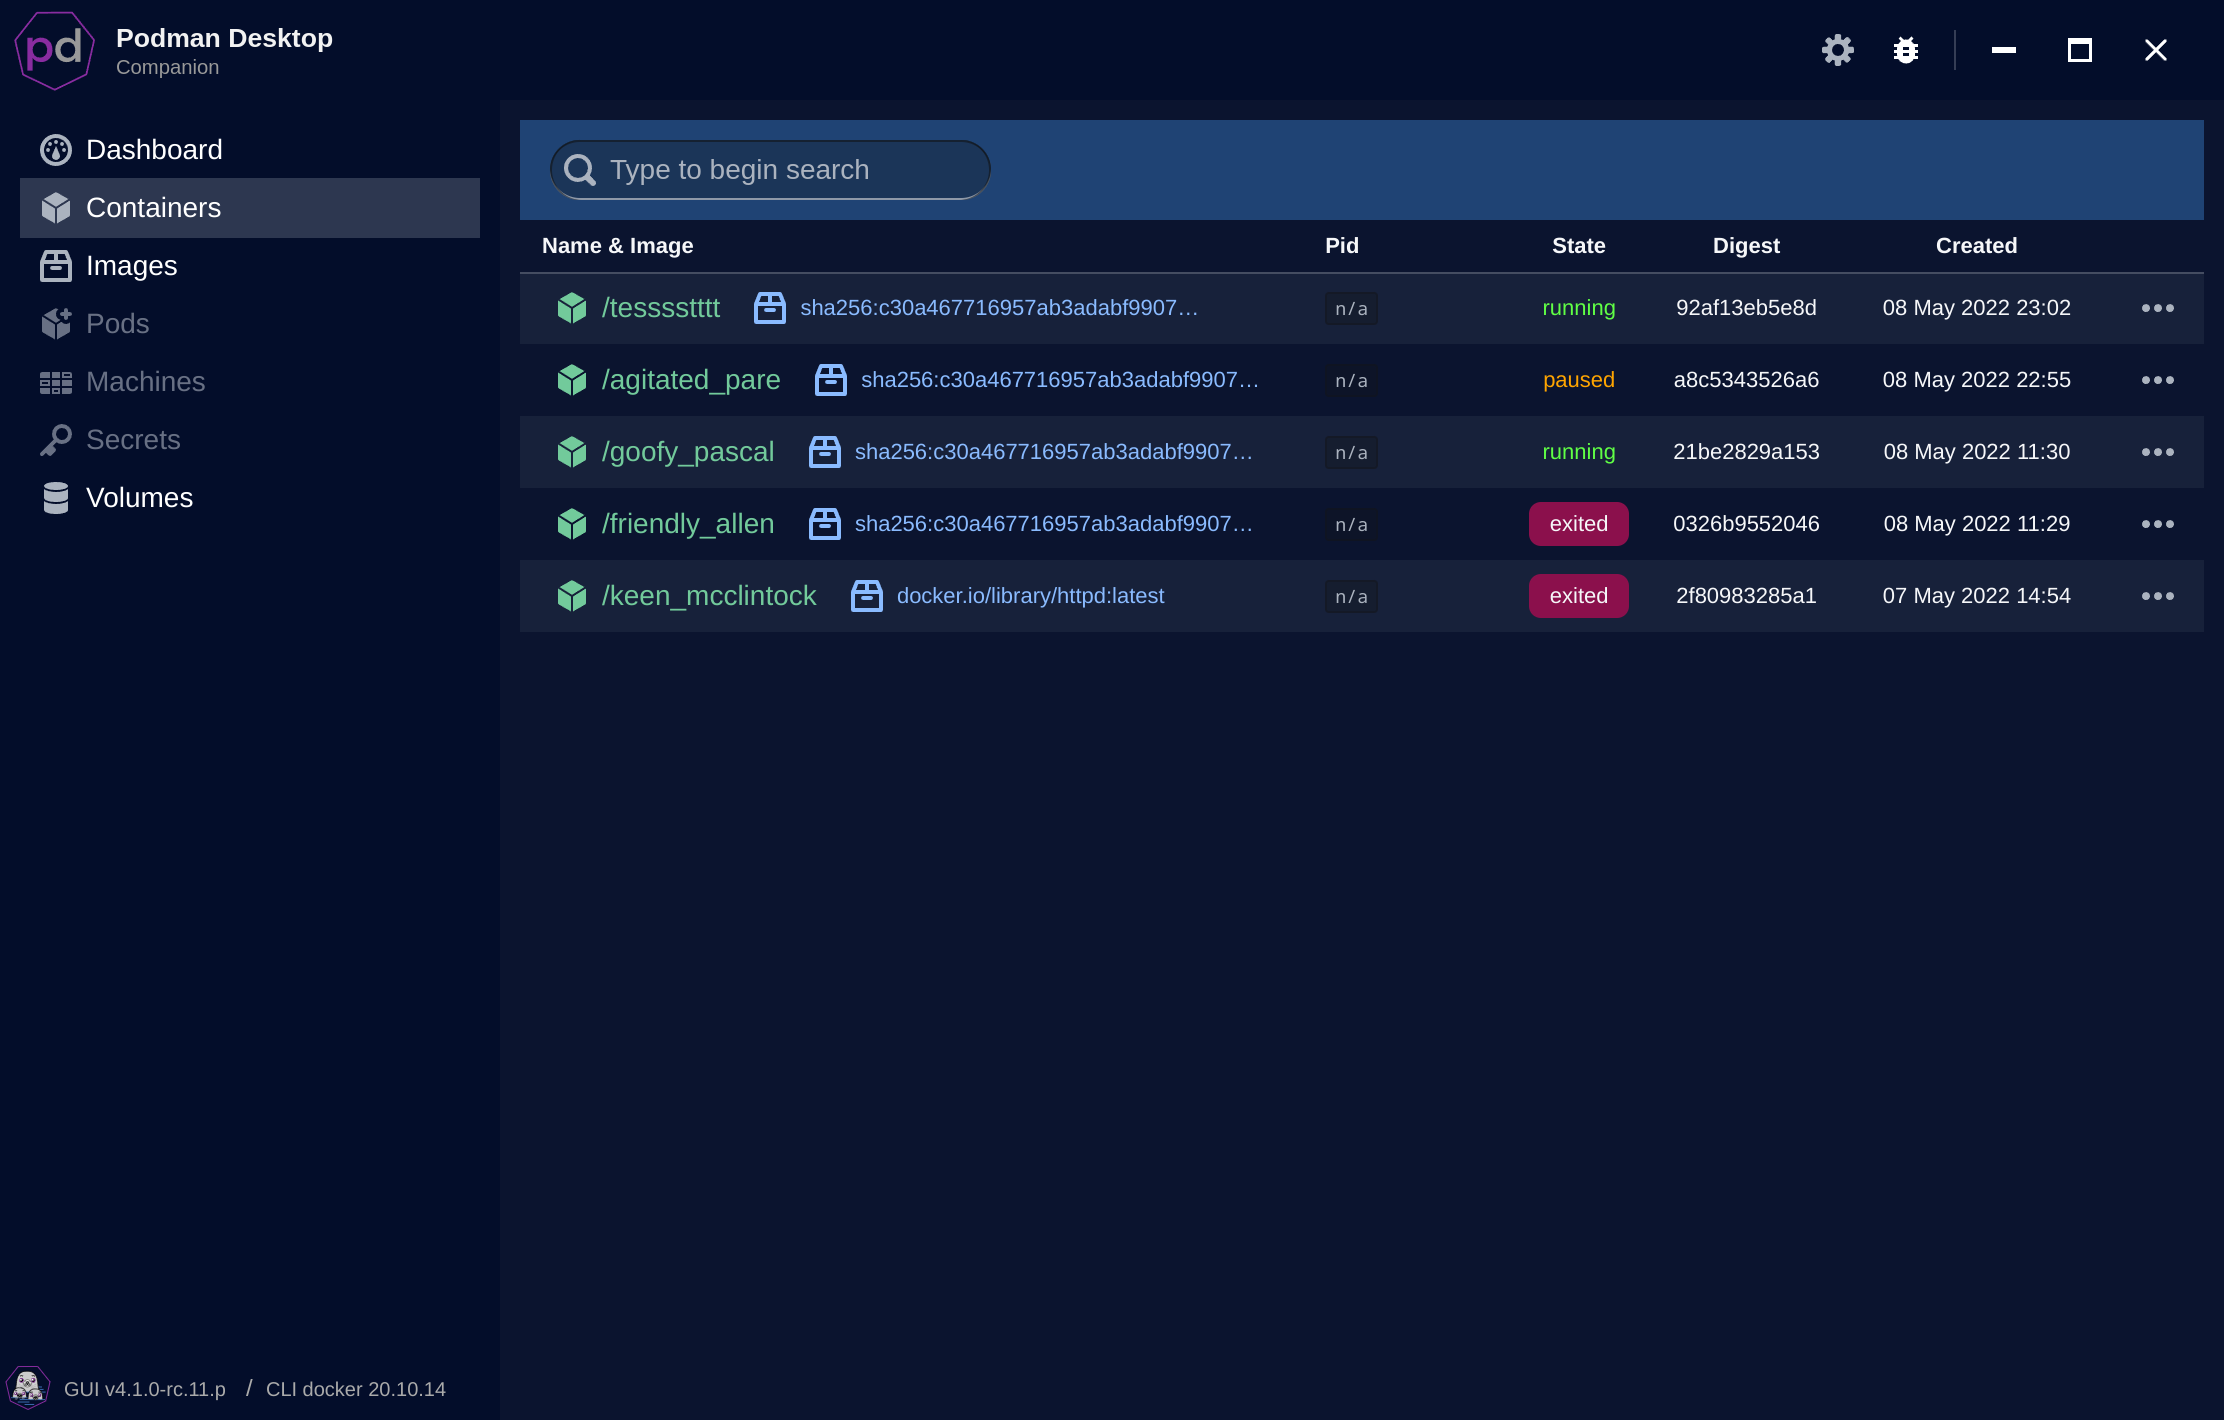 pd
Podman Desktop
Companion
Dashboard
Containers
Images
Pods
Machines
Secrets
Volumes
Type to begin search
Name & Image Pid State Digest Created
/tesssstttt sha256:c30a467716957ab3adabf9907… n/a running 92af13eb5e8d 08 May 2022 23:02
/agitated_pare sha256:c30a467716957ab3adabf9907… n/a paused a8c5343526a6 08 May 2022 22:55
/goofy_pascal sha256:c30a467716957ab3adabf9907… n/a running 21be2829a153 08 May 2022 11:30
/friendly_allen sha256:c30a467716957ab3adabf9907… n/a exited 0326b9552046 08 May 2022 11:29
/keen_mcclintock docker.io/library/httpd:latest n/a exited 2f80983285a1 07 May 2022 14:54
GUI v4.1.0-rc.11.p / CLI docker 20.10.14